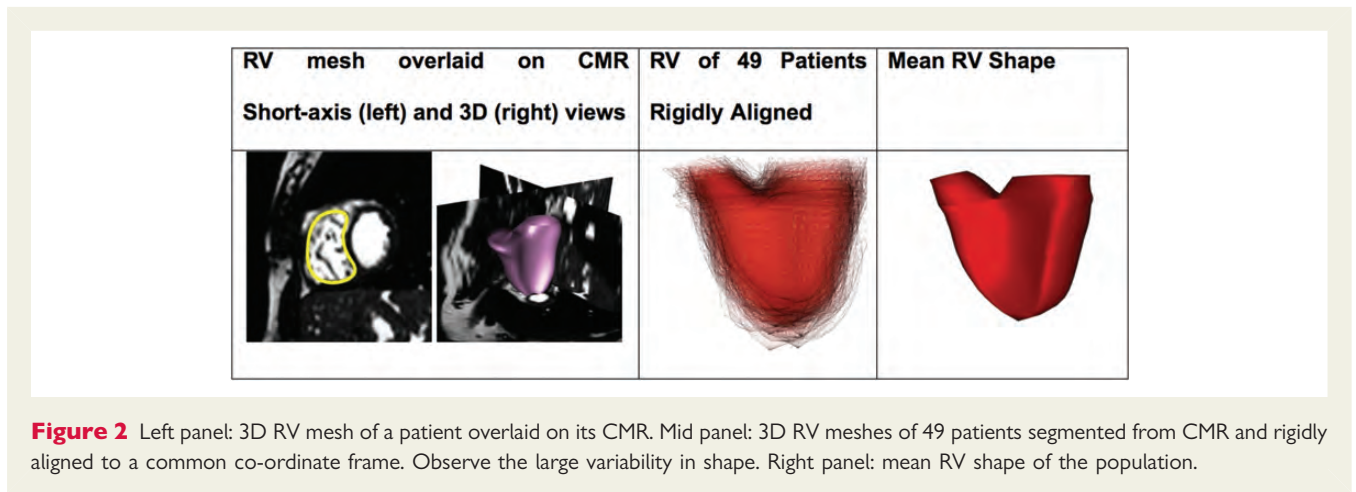 RV mesh overlaid on CMR
Short-axis (left) and 3D (right) views
RV of 49 Patients
Rigidly Aligned
Mean RV Shape
Figure 2 Left panel: 3D RV mesh of a patient overlaid on its CMR. Mid panel: 3D RV meshes of 49 patients segmented from CMR and rigidly
aligned to a common co-ordinate frame. Observe the large variability in shape. Right panel: mean RV shape of the population.